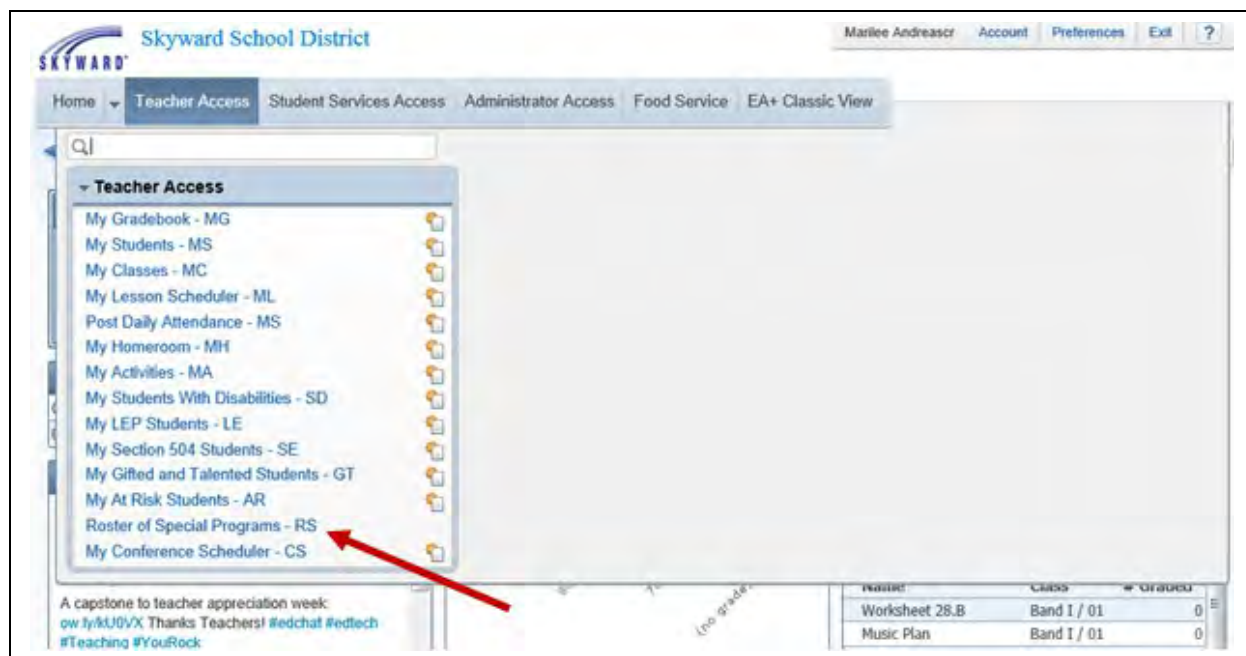 Skyward School District
SKYWARD
Marilee Andreascr Account Preferences Exit ?
Home Teacher Access Student Services Access Administrator Access Food Service EA+ Classic View
Teacher Access
My Gradebook - MG
My Students - MS
My Classes - MC
My Lesson Scheduler - ML
Post Daily Attendance - MS
My Homeroom - MH
My Activities - MA
My Students With Disabilities - SD
My LEP Students - LE
My Section 504 Students - SE
My Gifted and Talented Students - GT
My At Risk Students - AR
Roster of Special Programs - RS
My Conference Scheduler - CS
A capstone to teacher appreciation week:
ow.ly/kU0VX Thanks Teachers! #edchat #edtech
#Teaching #YouRock
(no grade)
Name Class # Graded
Worksheet 28.B Band I / 01 0
Music Plan Band I / 01 0